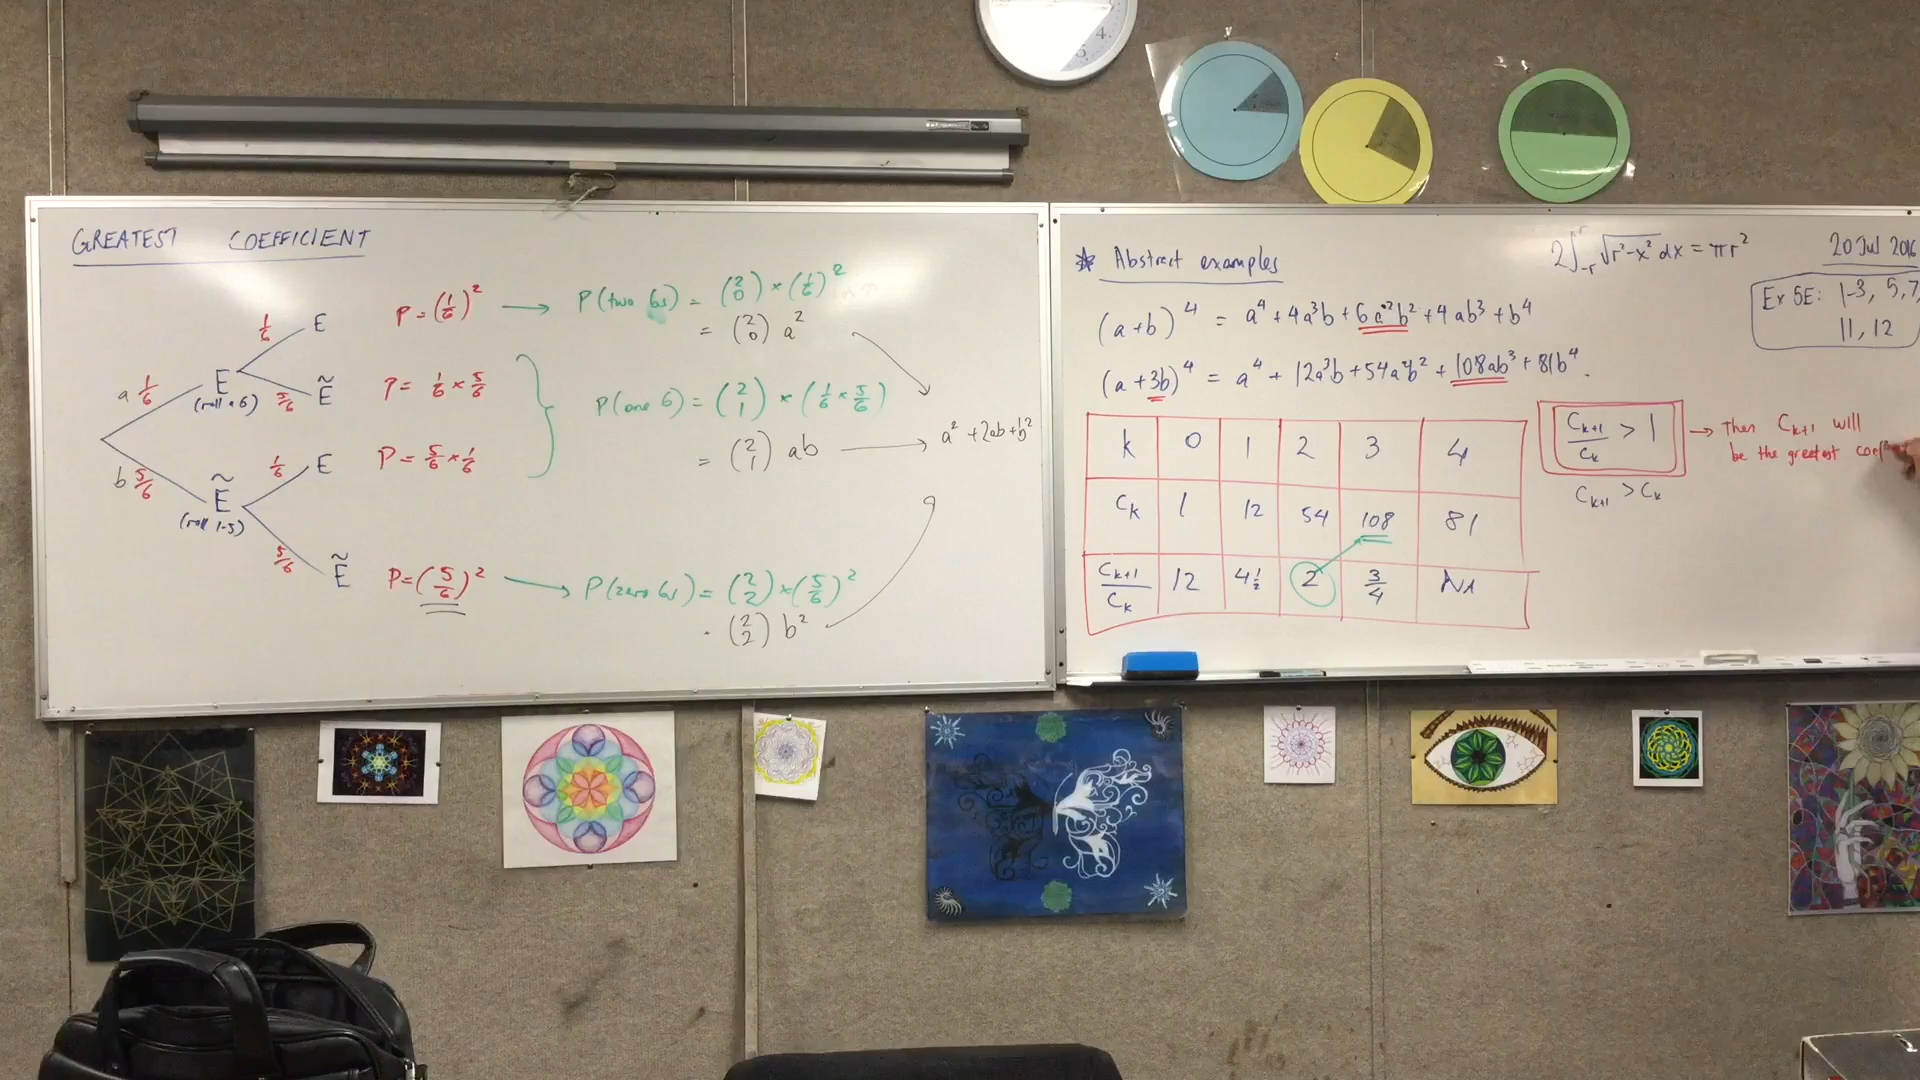 GREATEST COEFFICIENT
1/6 E
P = (1/6)²
P(two 6s) = (2 0) × (1/6)²
= (2 0) a²
a 1/6 E
(roll a 6)
5/6 Ẽ
P = 1/6 × 5/6
P(one 6) = (2 1) × (1/6 × 5/6)
= (2 1) ab
a² + 2ab + b²
1/6 E
P = 5/6 × 1/6
b 5/6 Ẽ
(roll 1-5)
5/6 Ẽ
P = (5/6)²
P(zero 6s) = (2 2) × (5/6)²
(2 2) b²
* Abstract examples
2∫₋ᵣʳ √(r²-x²) dx = πr²
20 Jul 2016
Ex 5E: 1-3, 5, 7,
11, 12
(a+b)⁴ = a⁴ + 4a³b + 6a²b² + 4ab³ + b⁴
(a+3b)⁴ = a⁴ + 12a³b + 54a²b² + 108ab³ + 81b⁴.
k 0 1 2 3 4
Cₖ 1 12 54 108 81
Cₖ₊₁/Cₖ 12 4½ 2 3/4 NA
Cₖ₊₁/Cₖ > 1 → Then Cₖ₊₁ will
be the greatest
Cₖ₊₁ > Cₖ
4
5